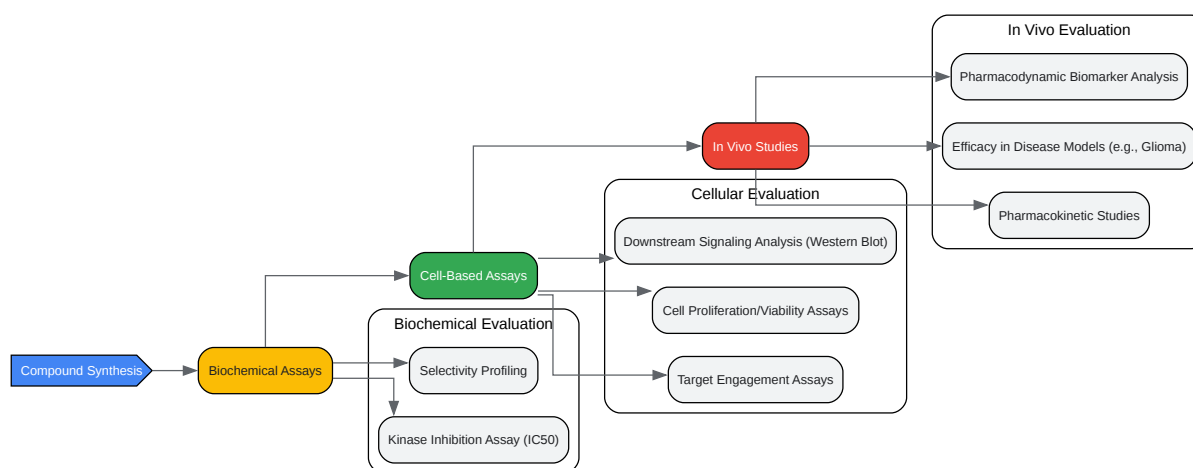 Compound Synthesis
Biochemical Assays
Biochemical Evaluation
Selectivity Profiling
Kinase Inhibition Assay (IC50)
Cell-Based Assays
Cellular Evaluation
Downstream Signaling Analysis (Western Blot)
Cell Proliferation/Viability Assays
Target Engagement Assays
In Vivo Studies
In Vivo Evaluation
Pharmacodynamic Biomarker Analysis
Efficacy in Disease Models (e.g., Glioma)
Pharmacokinetic Studies